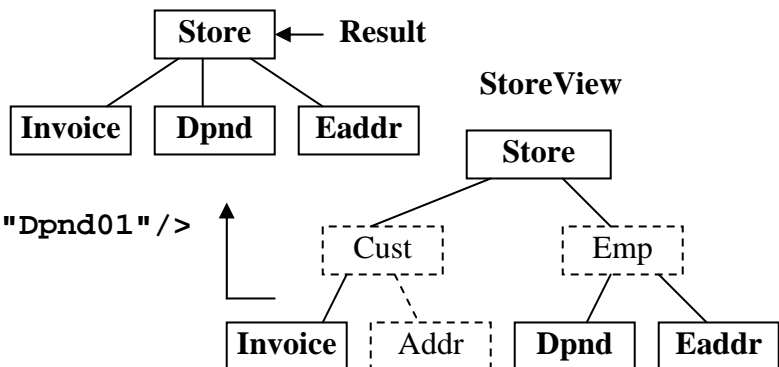 Store Result
Invoice Dpnd Eaddr
StoreView
Store
"Dpnd01"/>
Cust Emp
Invoice Addr Dpnd Eaddr